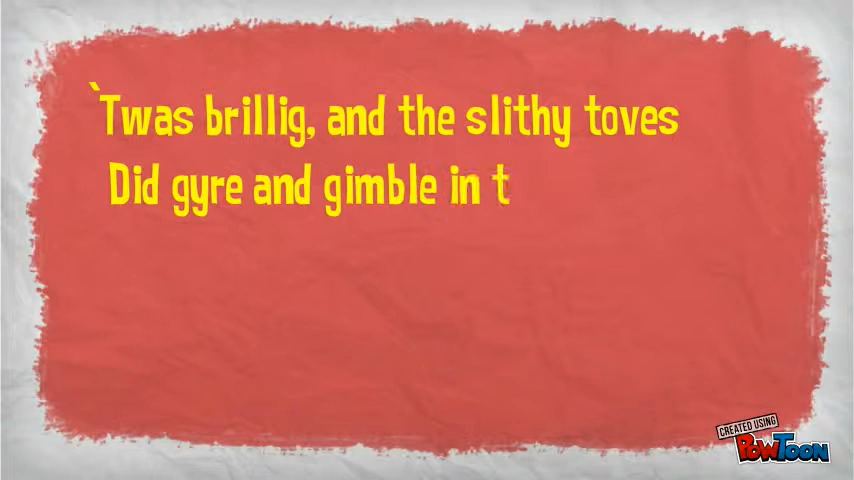 `Twas brillig, and the slithy toves
Did gyre and gimble in t
CREATED USING
POWTOON